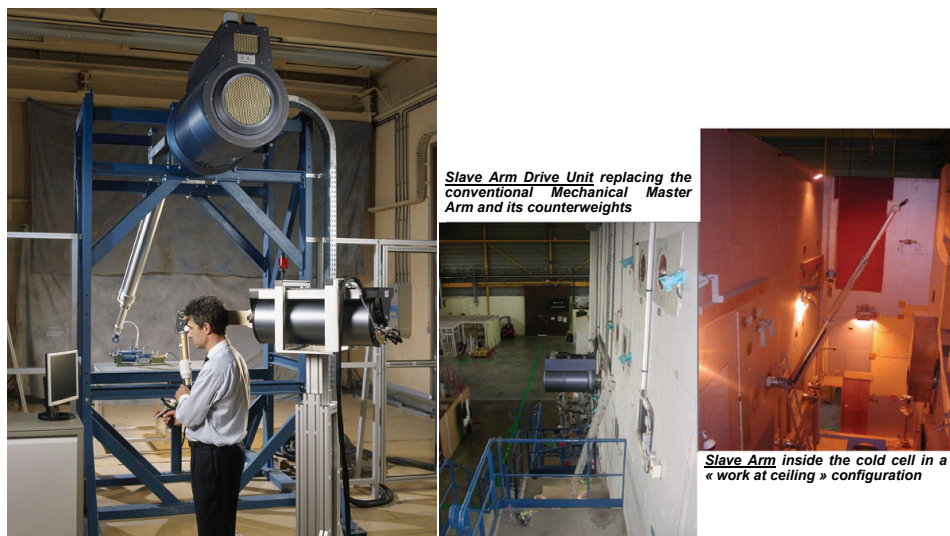 Slave Arm Drive Unit replacing the
conventional Mechanical Master
Arm and its counterweights
Slave Arm inside the cold cell in a
« work at ceiling » configuration